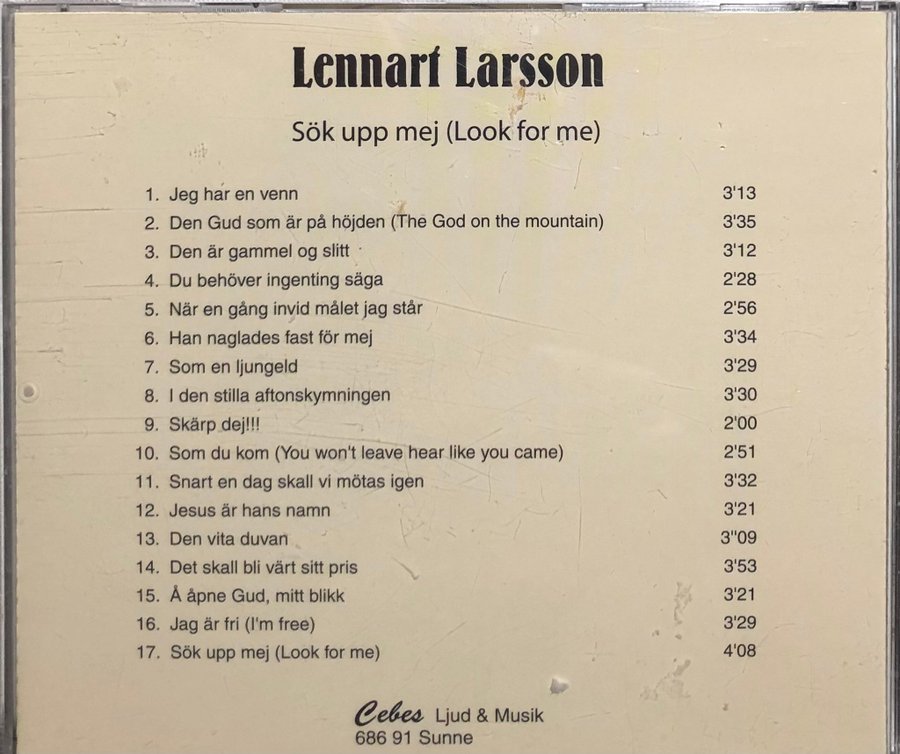 Lennart Larsson
Sök upp mej (Look for me)
1. Jeg har en venn 3'13
2. Den Gud som är på höjden (The God on the mountain) 3'35
3. Den är gammel og slitt 3'12
4. Du behöver ingenting säga 2'28
5. När en gång invid målet jag står 2'56
6. Han naglades fast för mej 3'34
7. Som en ljungeld 3'29
8. I den stilla aftonskymningen 3'30
9. Skärp dej!!! 2'00
10. Som du kom (You won't leave hear like you came) 2'51
11. Snart en dag skall vi mötas igen 3'32
12. Jesus är hans namn 3'21
13. Den vita duvan 3"09
14. Det skall bli värt sitt pris 3'53
15. Å åpne Gud, mitt blikk 3'21
16. Jag är fri (I'm free) 3'29
17. Sök upp mej (Look for me) 4'08
Cebes Ljud & Musik
686 91 Sunne